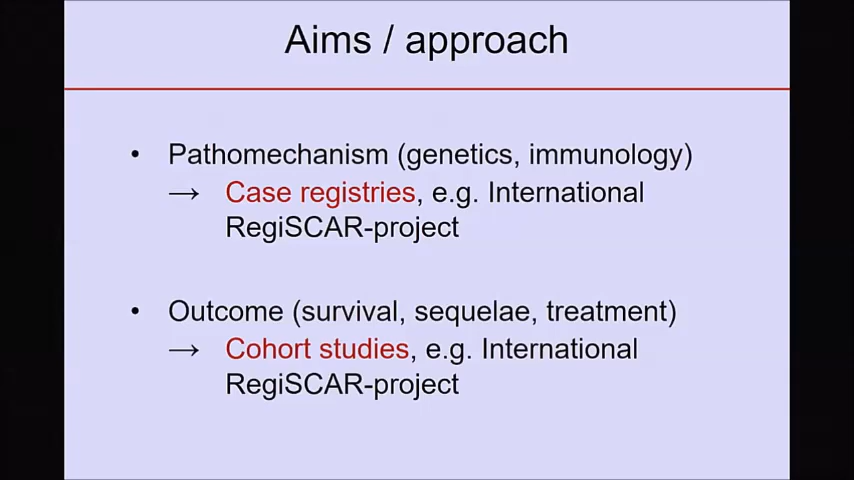 Aims / approach
• Pathomechanism (genetics, immunology)
→ Case registries, e.g. International
RegiSCAR-project
• Outcome (survival, sequelae, treatment)
→ Cohort studies, e.g. International
RegiSCAR-project